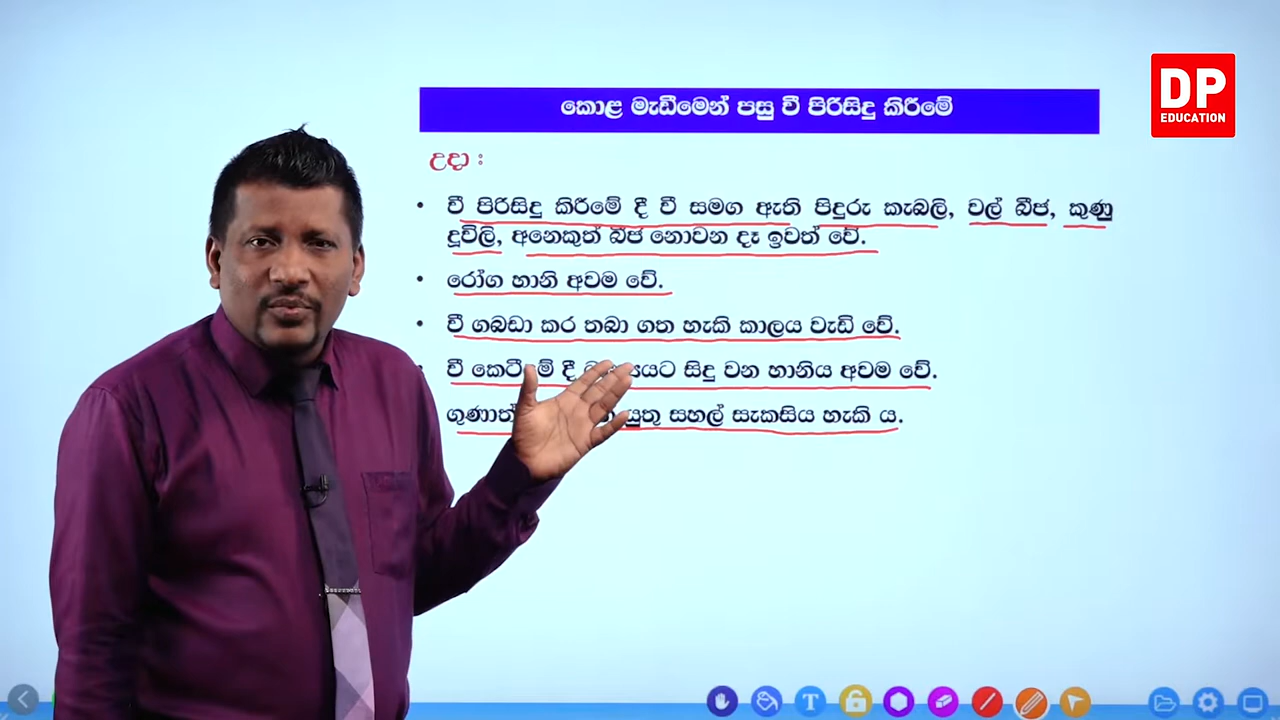 DP
EDUCATION
කොළ මැඩීමෙන් පසු වී පිරිසිදු කිරීමේ
උදා :
• වී පිරිසිදු කිරීමේ දී වී සමග ඇති පිදුරු කැබලි, වල් බීජ, කුණු
දූවිලි, අනෙකුත් බීජ නොවන දෑ ඉවත් වේ.
• රෝග හානි අවම වේ.
• වී ගබඩා කර තබා ගත හැකි කාලය වැඩි වේ.
වී කෙටීමේ දී සිදු වන හානිය අවම වේ.
යුතු සහල් සැකසිය හැකි ය.
T